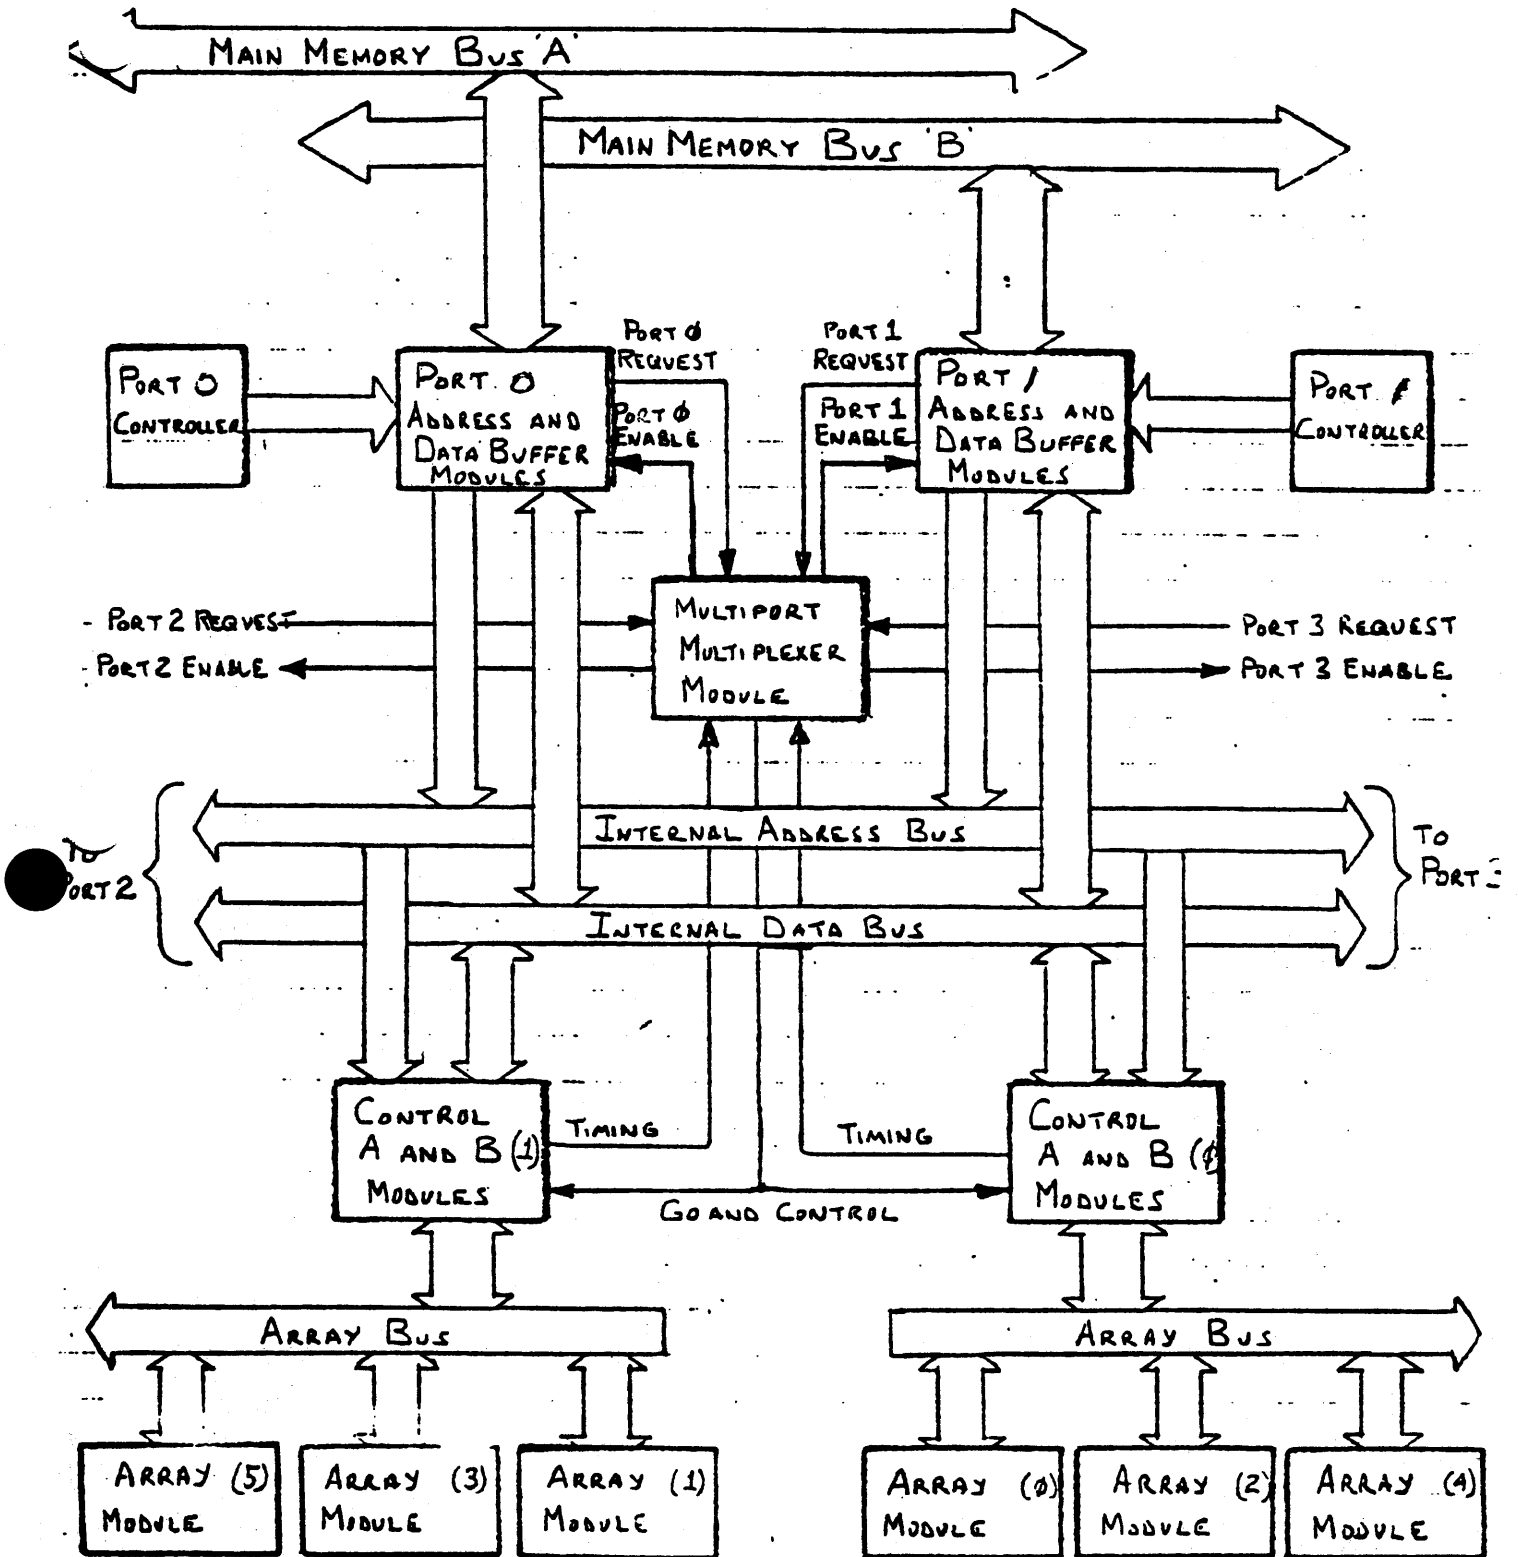 MAIN MEMORY BUS 'A'
MAIN MEMORY BUS 'B'
PORT 0
CONTROLLER
PORT 0
ADDRESS AND
DATA BUFFER
MODULES
PORT Ø
REQUEST
PORT Ø
ENABLE
PORT 1
REQUEST
PORT 1
ENABLE
PORT 1
ADDRESS AND
DATA BUFFER
MODULES
PORT 1
CONTROLLER
MULTIPORT
MULTIPLEXER
MODULE
PORT 2 REQUEST
PORT 2 ENABLE
PORT 3 REQUEST
PORT 3 ENABLE
INTERNAL ADDRESS BUS
INTERNAL DATA BUS
TO
PORT 2
TO
PORT 3
CONTROL
A AND B (1)
MODULES
TIMING
TIMING
GO AND CONTROL
CONTROL
A AND B (Ø
MODULES
ARRAY BUS
ARRAY BUS
ARRAY (5)
MODULE
ARRAY (3)
MODULE
ARRAY (1)
MODULE
ARRAY (Ø)
MODULE
ARRAY (2)
MODULE
ARRAY (4)
MODULE